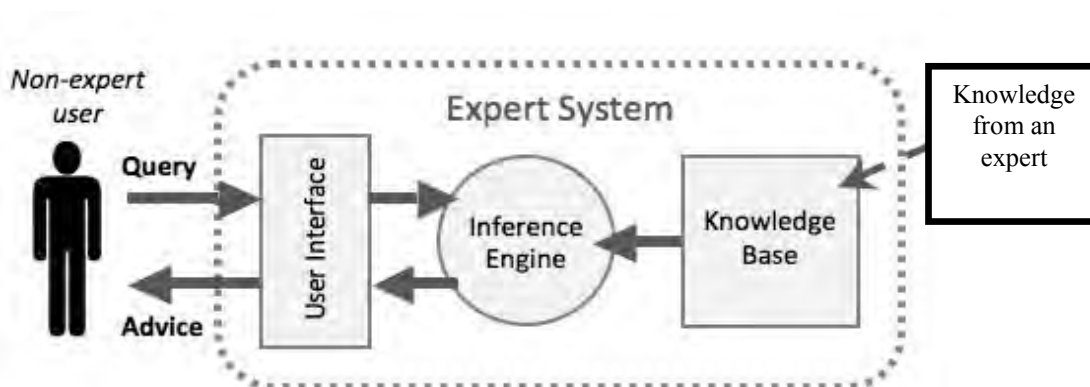 Non-expert
user
Query
Advice
User Interface
Expert System
Inference
Engine
Knowledge
Base
Knowledge
from an
expert